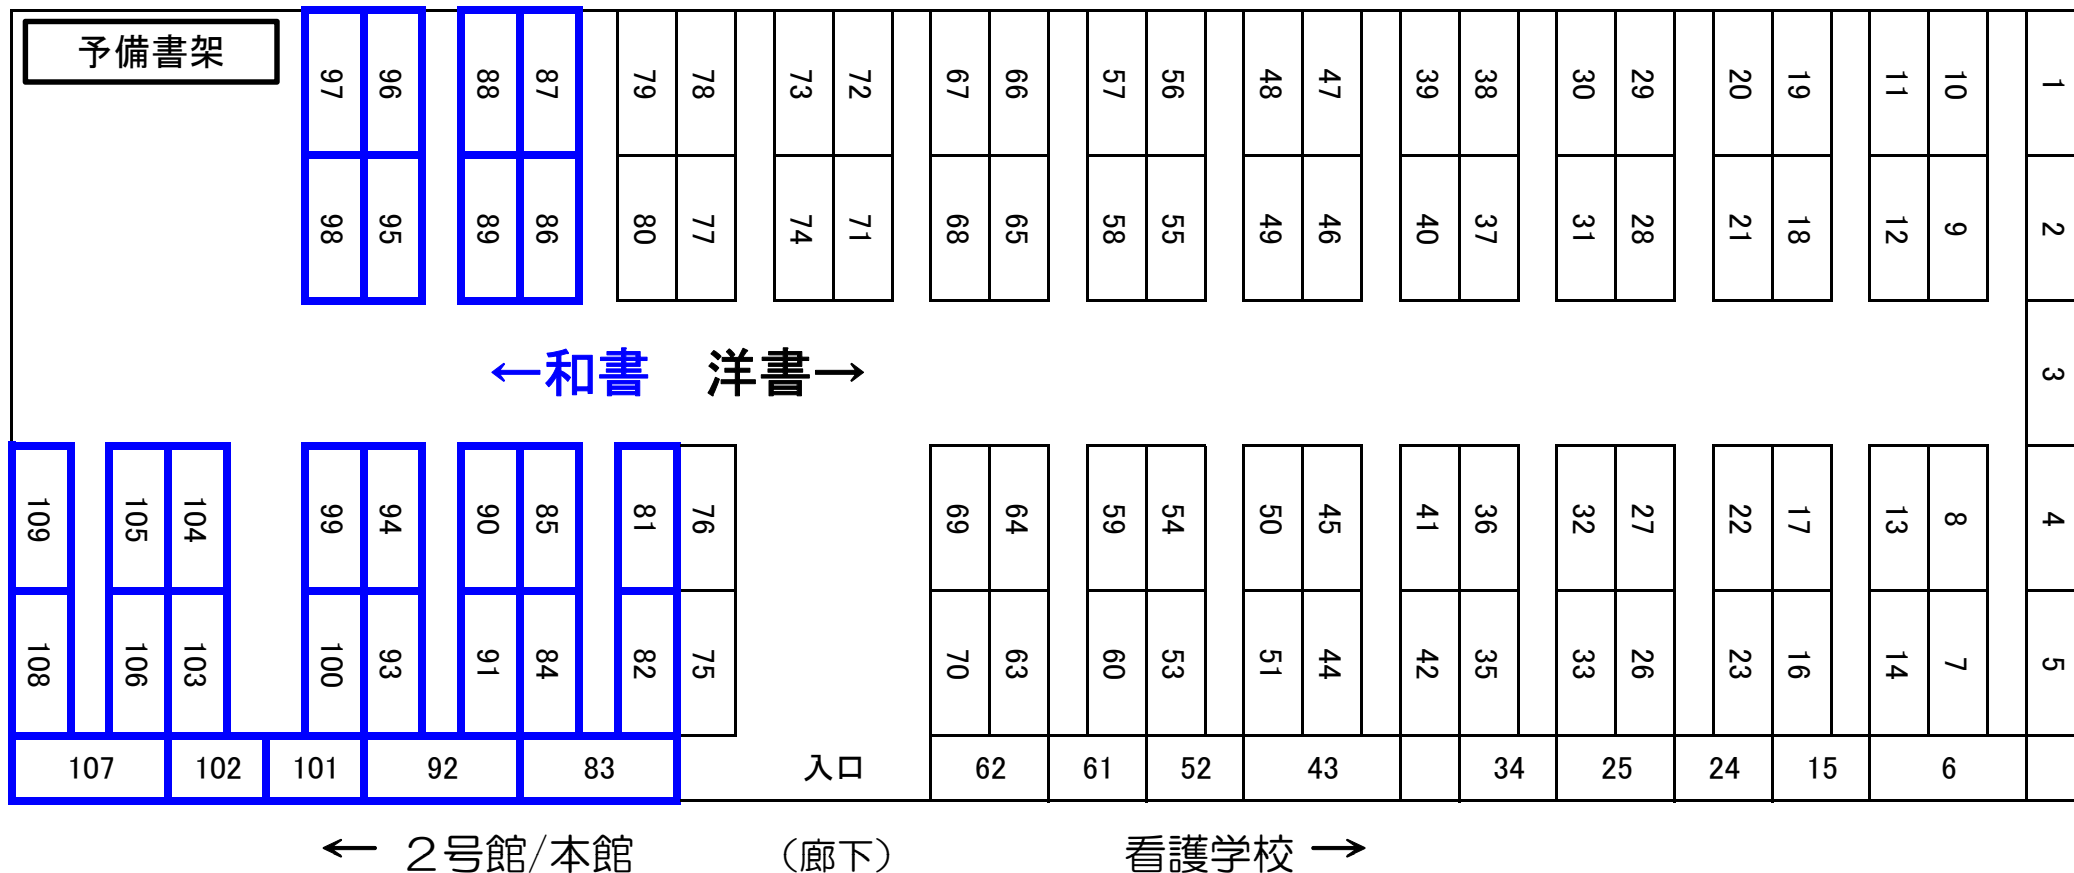 予備書架
97 96 88 87 79 78 73 72 67 66 57 56 48 47 39 38 30 29 20 19 11 10 1
98 95 89 86 80 77 74 71 68 65 58 55 49 46 40 37 31 28 21 18 12 9 2
←和書 洋書→ 3
109 105 104 99 94 90 85 81 76 69 64 59 54 50 45 41 36 32 27 22 17 13 8 4
108 106 103 100 93 91 84 82 75 70 63 60 53 51 44 42 35 33 26 23 16 14 7 5
107 102 101 92 83 入口 62 61 52 43 34 25 24 15 6
← 2号館/本館 (廊下) 看護学校 →